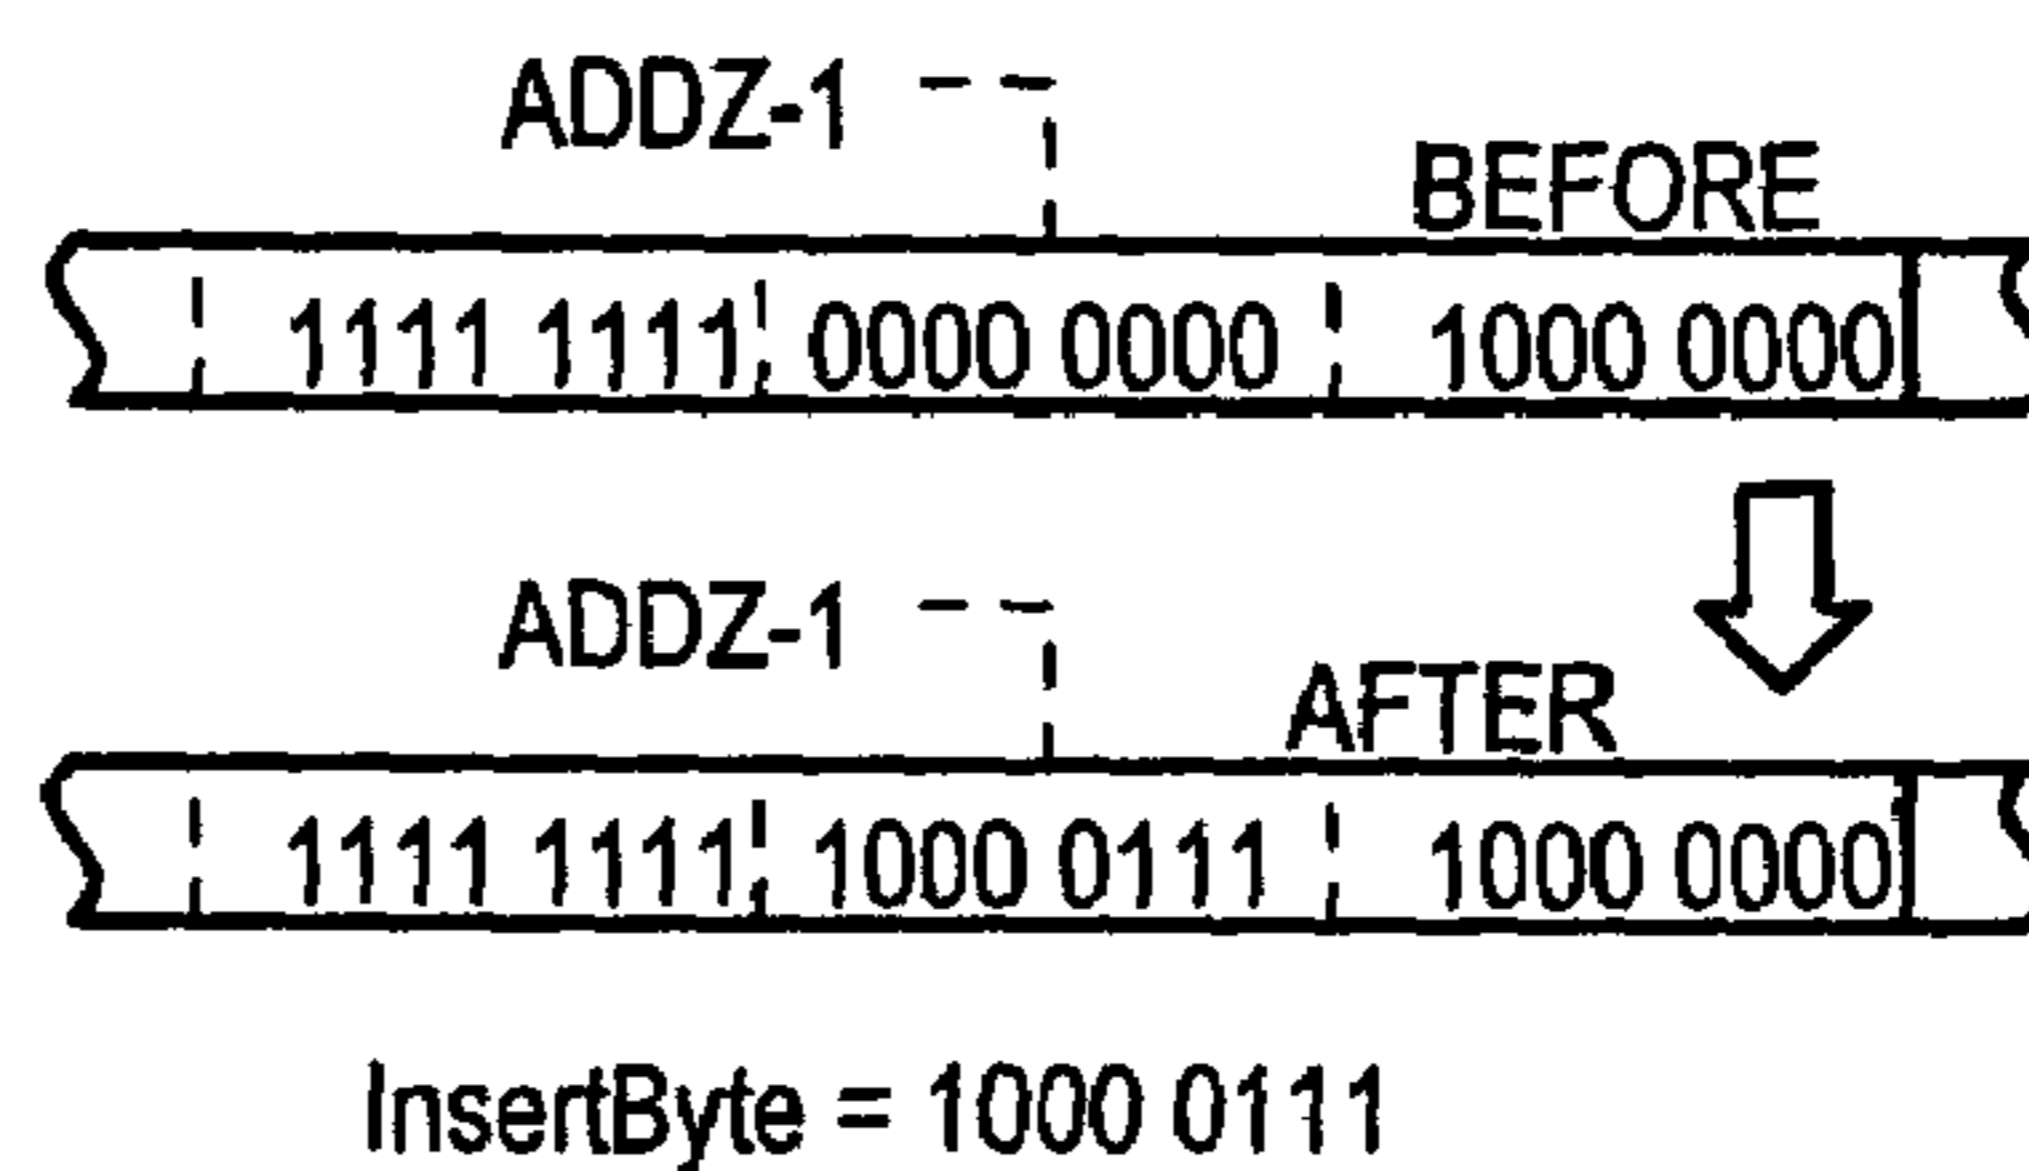 ADDZ-1
BEFORE
1111 1111 0000 0000 1000 0000
ADDZ-1
AFTER
1111 1111 1000 0111 1000 0000
InsertByte = 1000 0111